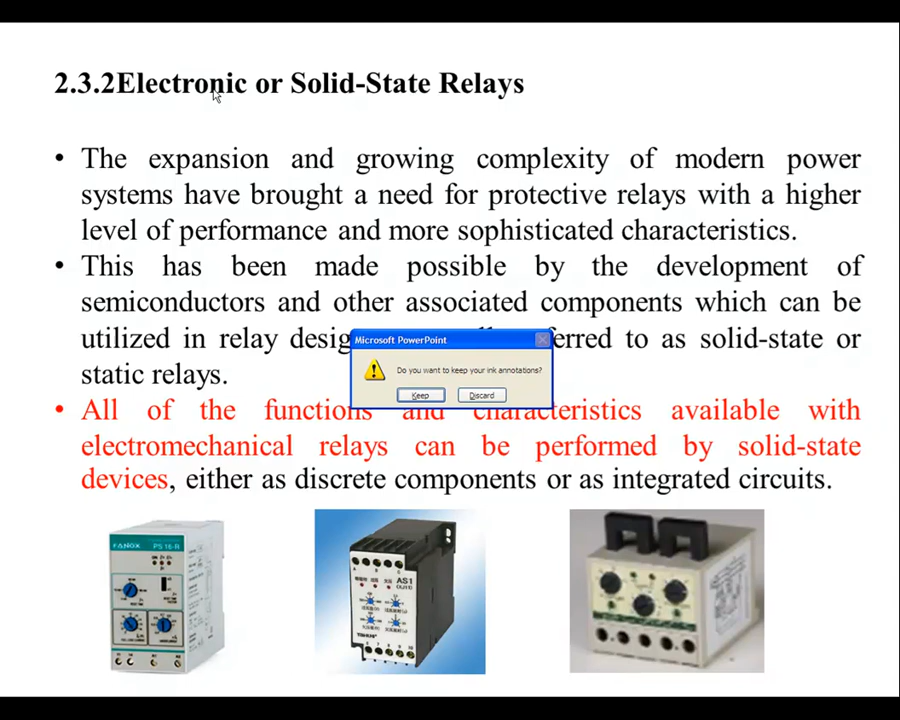 2.3.2Electronic or Solid-State Relays
• The expansion and growing complexity of modern power
systems have brought a need for protective relays with a higher
level of performance and more sophisticated characteristics.
• This has been made possible by the development of
semiconductors and other associated components which can be
utilized in relay erred to as solid-state or
static relays.
Microsoft PowerPoint
Do you want to keep your ink annotations?
Keep Discard
• All of the functions and characteristics available with
electromechanical relays can be performed by solid-state
devices, either as discrete components or as integrated circuits.
FANOX PS 16-R
AS1